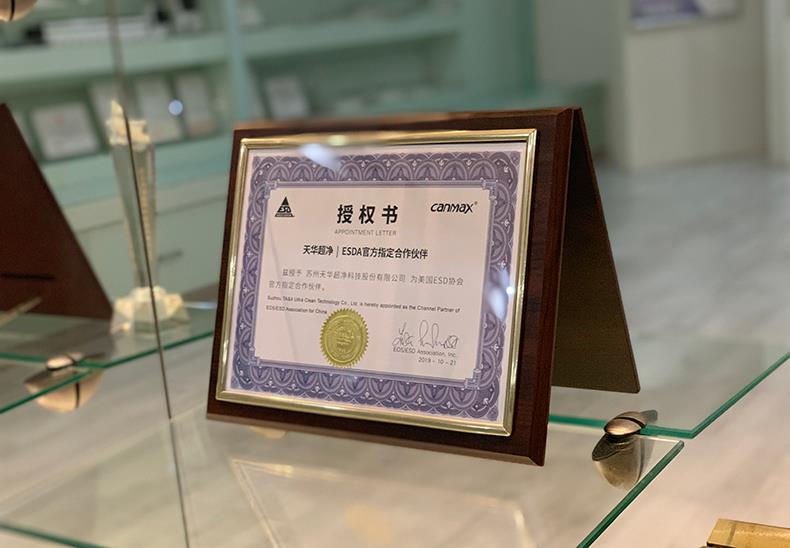 ESD
授权书
canmax®
APPOINTMENT LETTER
天华超净 | ESDA官方指定合作伙伴
兹授予 苏州天华超净科技股份有限公司 为美国ESD协会
官方指定合作伙伴。
Suzhou TA&A Ultra Clean Technology Co., Ltd. is hereby appointed as the Channel Partner of
EOS/ESD Association for China
EOS/ESD Association, Inc.
2019 - 10 - 21